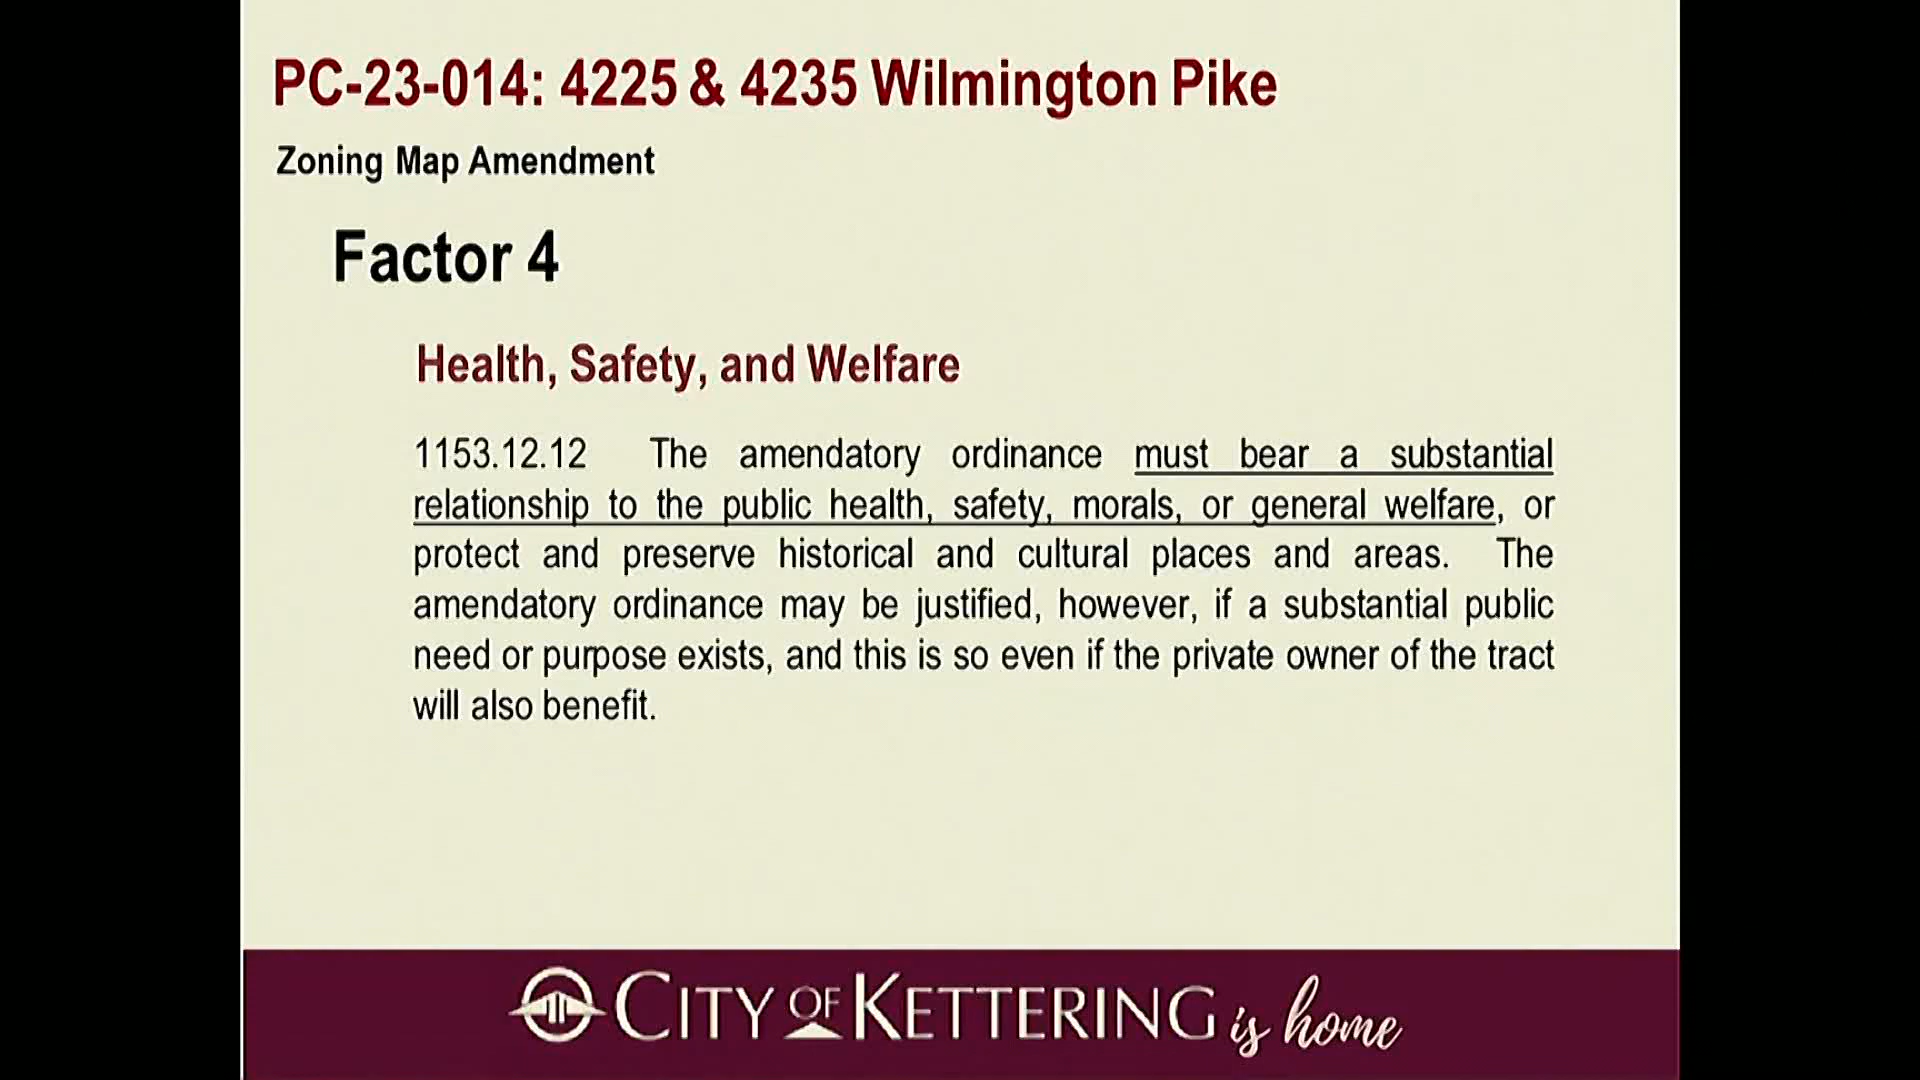 PC-23-014: 4225 & 4235 Wilmington Pike
Zoning Map Amendment
Factor 4
Health, Safety, and Welfare
1153.12.12 The amendatory ordinance must bear a substantial
relationship to the public health, safety, morals, or general welfare, or
protect and preserve historical and cultural places and areas. The
amendatory ordinance may be justified, however, if a substantial public
need or purpose exists, and this is so even if the private owner of the tract
will also benefit.
CITY OF KETTERING is home